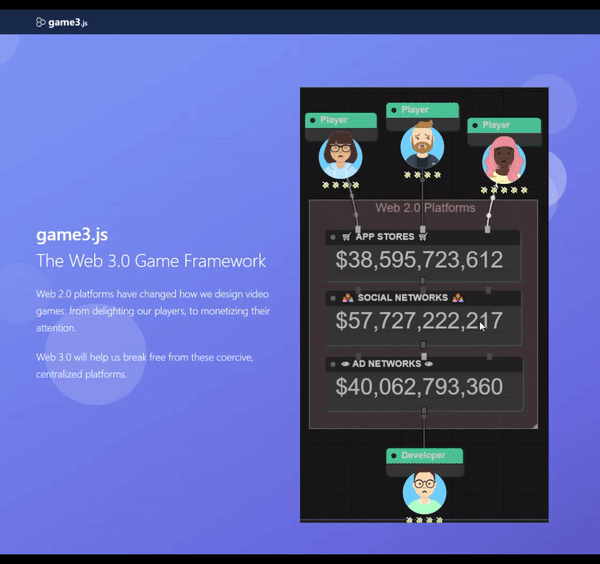 game3.js
game3.js
The Web 3.0 Game Framework
Web 2.0 platforms have changed how we design video
games: from delighting our players, to monetizing their
attention.
Web 3.0 will help us break free from these coercive,
centralized platforms.
Player
Player
Player
Web 2.0 Platforms
APP STORES
$38,595,723,612
SOCIAL NETWORKS
$57,727,222,217
AD NETWORKS
$40,062,793,360
Developer